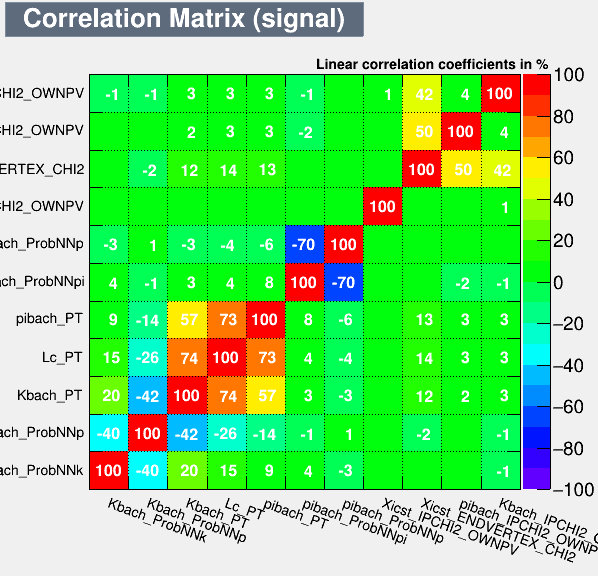 Correlation Matrix (signal)
Linear correlation coefficients in %
CHI2_OWNPV -1 -1 3 3 3 -1 1 42 4 100
CHI2_OWNPV 2 3 3 -2 50 100 4
ERTEX_CHI2 -2 12 14 13 100 50 42
CHI2_OWNPV 100 1
ach_ProbNNp -3 1 -3 -4 -6 -70 100
ach_ProbNNpi 4 -1 3 4 8 100 -70 -2 -1
pibach_PT 9 -14 57 73 100 8 -6 13 3 3
Lc_PT 15 -26 74 100 73 4 -4 14 3 3
Kbach_PT 20 -42 100 74 57 3 -3 12 2 3
ach_ProbNNp -40 100 -42 -26 -14 -1 1 -2 -1
ach_ProbNNk 100 -40 20 15 9 4 -3 -1
100
80
60
40
20
0
−20
−40
−60
−80
−100
Kbach_ProbNNk
Kbach_ProbNNp
Kbach_PT
Lc_PT
pibach_PT
pibach_ProbNNpi
pibach_ProbNNp
Xicst_IPCHI2_OWNPV
Xicst_ENDVERTEX_CHI2
pibach_IPCHI2_OWNP
Kbach_IPCHI2_O